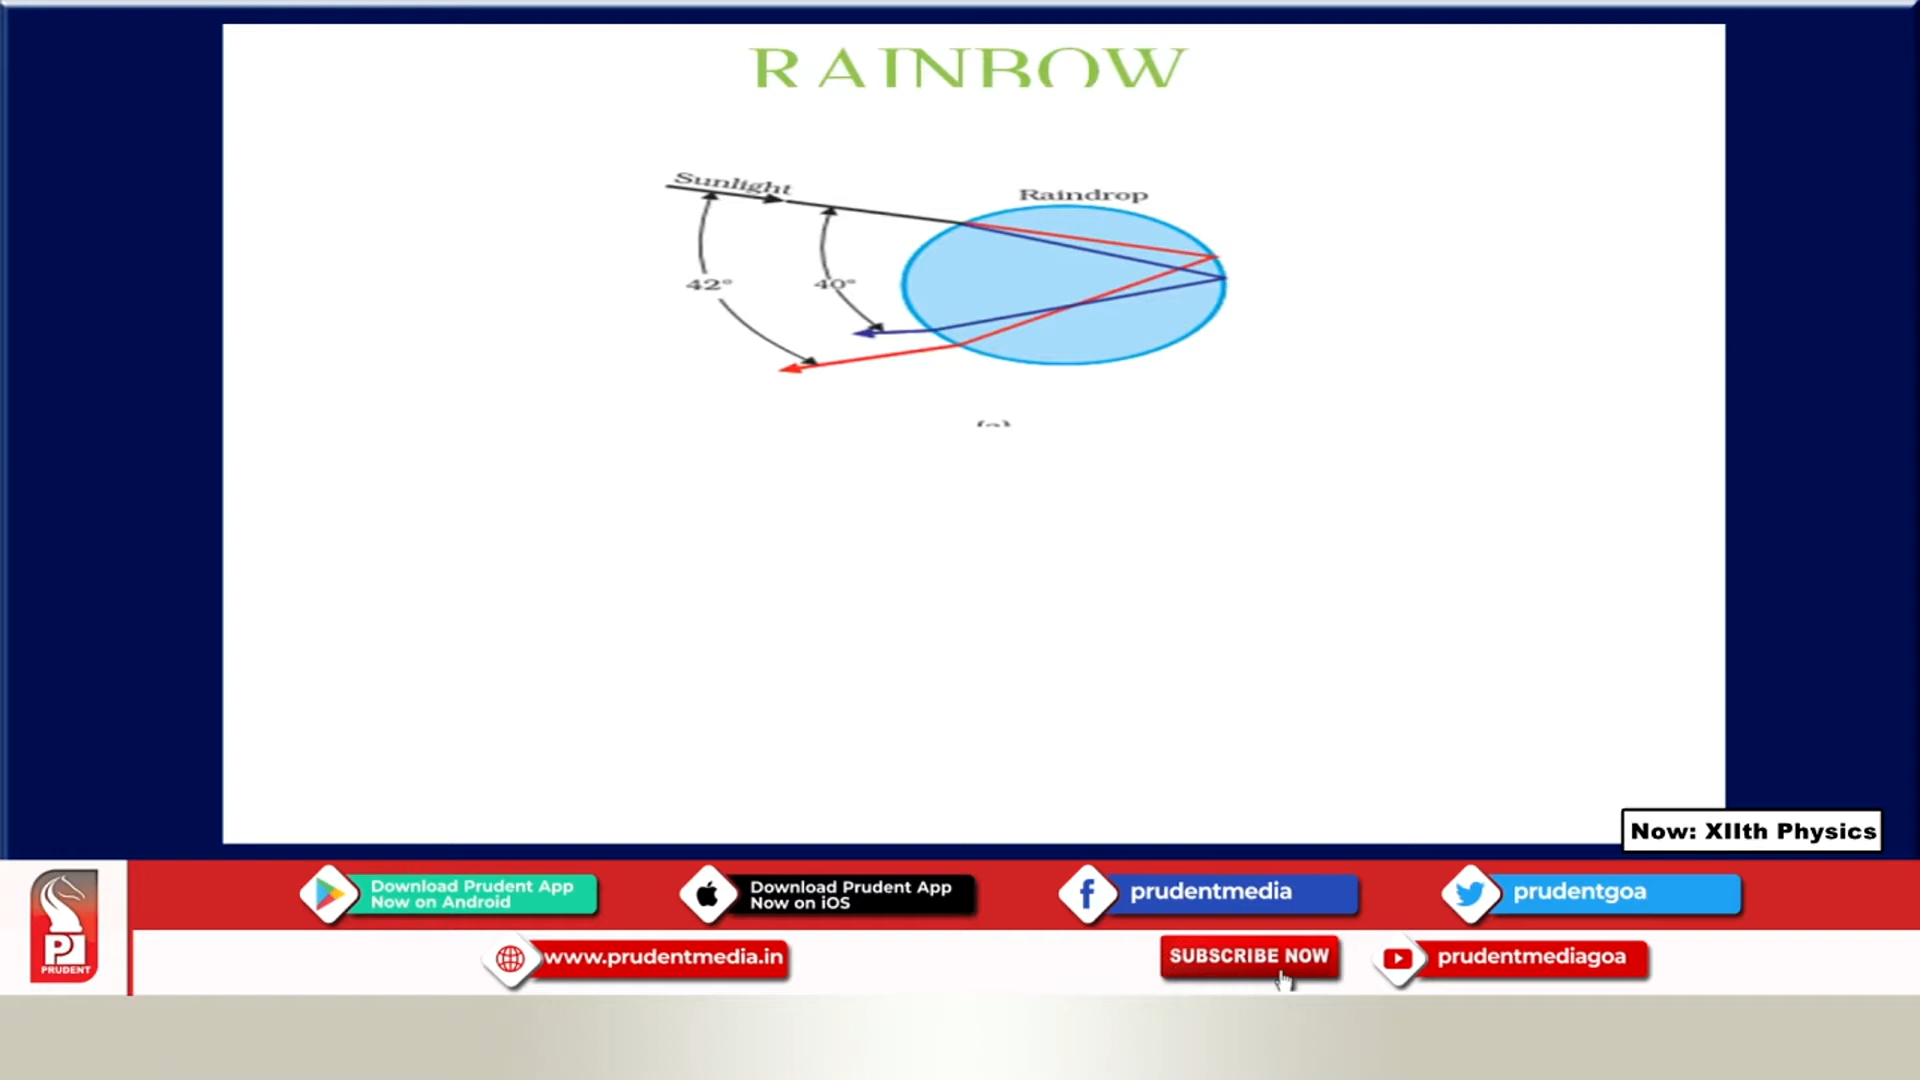 RAINBOW
Sunlight
Raindrop
42°
40°
(a)
Now: XIIth Physics
Download Prudent App
Now on Android
Download Prudent App
Now on iOS
prudentmedia
prudentgoa
PRUDENT
www.prudentmedia.in
SUBSCRIBE NOW
prudentmediagoa